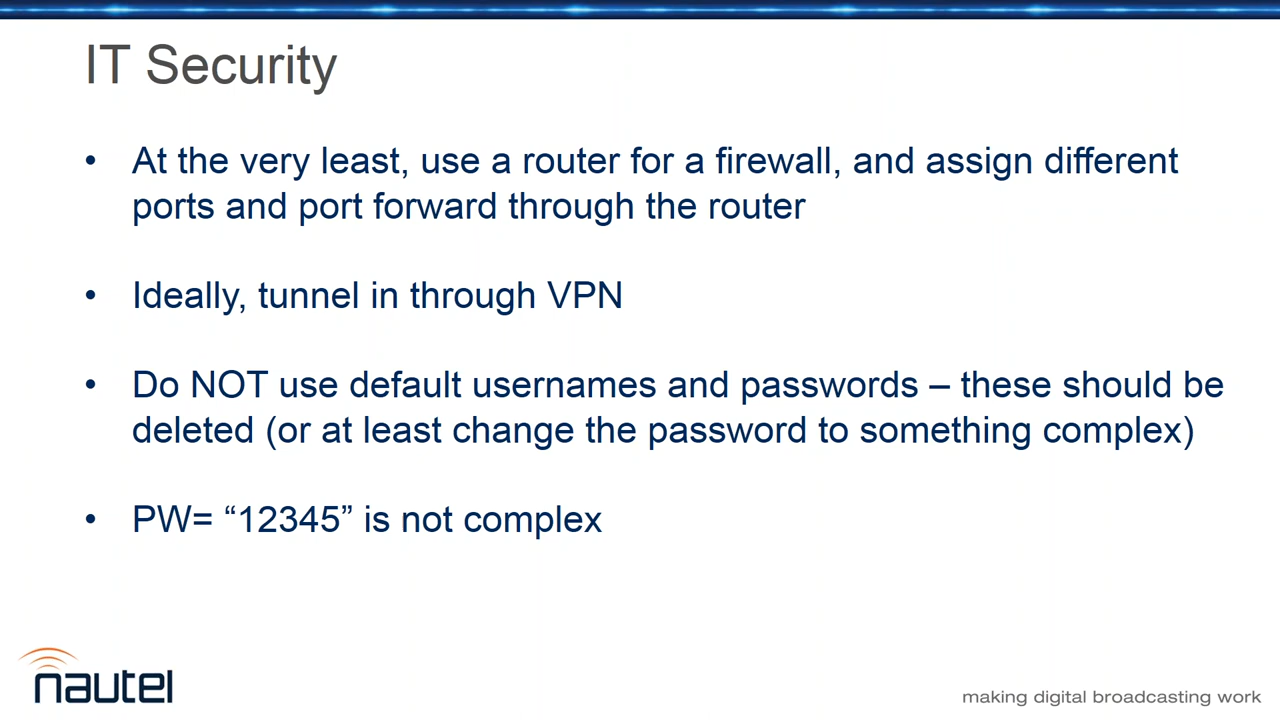 IT Security
• At the very least, use a router for a firewall, and assign different
ports and port forward through the router
• Ideally, tunnel in through VPN
• Do NOT use default usernames and passwords – these should be
deleted (or at least change the password to something complex)
• PW= “12345” is not complex
nautel
making digital broadcasting work